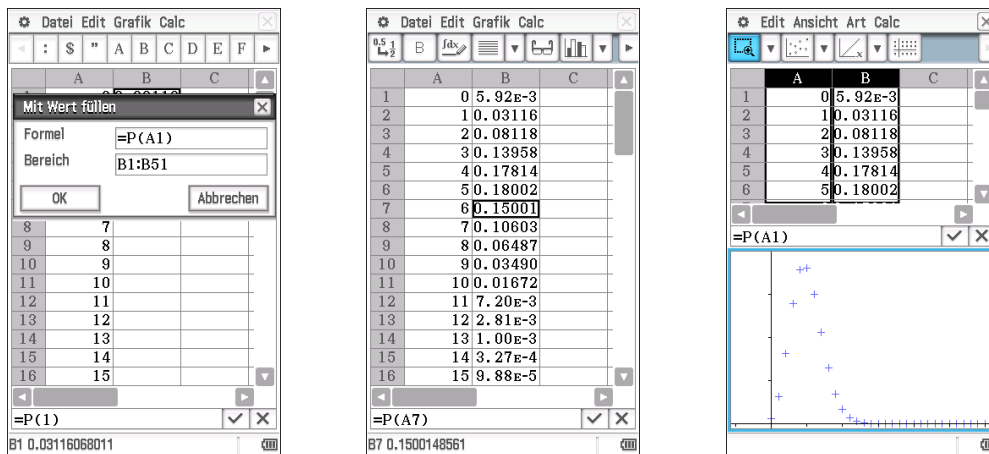 Datei Edit Grafik Calc
: $ " A B C D E F
A B C
Mit Wert füllen
Formel =P(A1)
Bereich B1:B51
OK Abbrechen
8 7
9 8
10 9
11 10
12 11
13 12
14 13
15 14
16 15
=P(1)
B1 0.03116068011
Datei Edit Grafik Calc
0.5 1 2 B ∫dx
A B C
1 0 5.92E-3
2 1 0.03116
3 2 0.08118
4 3 0.13958
5 4 0.17814
6 5 0.18002
7 6 0.15001
8 7 0.10603
9 8 0.06487
10 9 0.03490
11 10 0.01672
12 11 7.20E-3
13 12 2.81E-3
14 13 1.00E-3
15 14 3.27E-4
16 15 9.88E-5
=P(A7)
B7 0.1500148561
Edit Ansicht Art Calc
A B C
1 0 5.92E-3
2 1 0.03116
3 2 0.08118
4 3 0.13958
5 4 0.17814
6 5 0.18002
=P(A1)